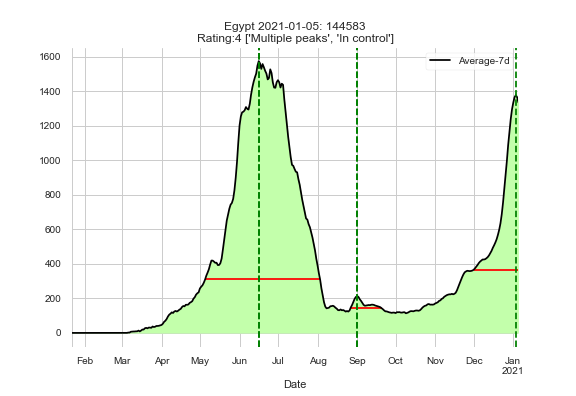 Egypt 2021-01-05: 144583
Rating:4 ['Multiple peaks', 'In control']
Average-7d
1600
1400
1200
1000
800
600
400
200
0
Feb Mar Apr May Jun Jul Aug Sep Oct Nov Dec Jan
2021
Date